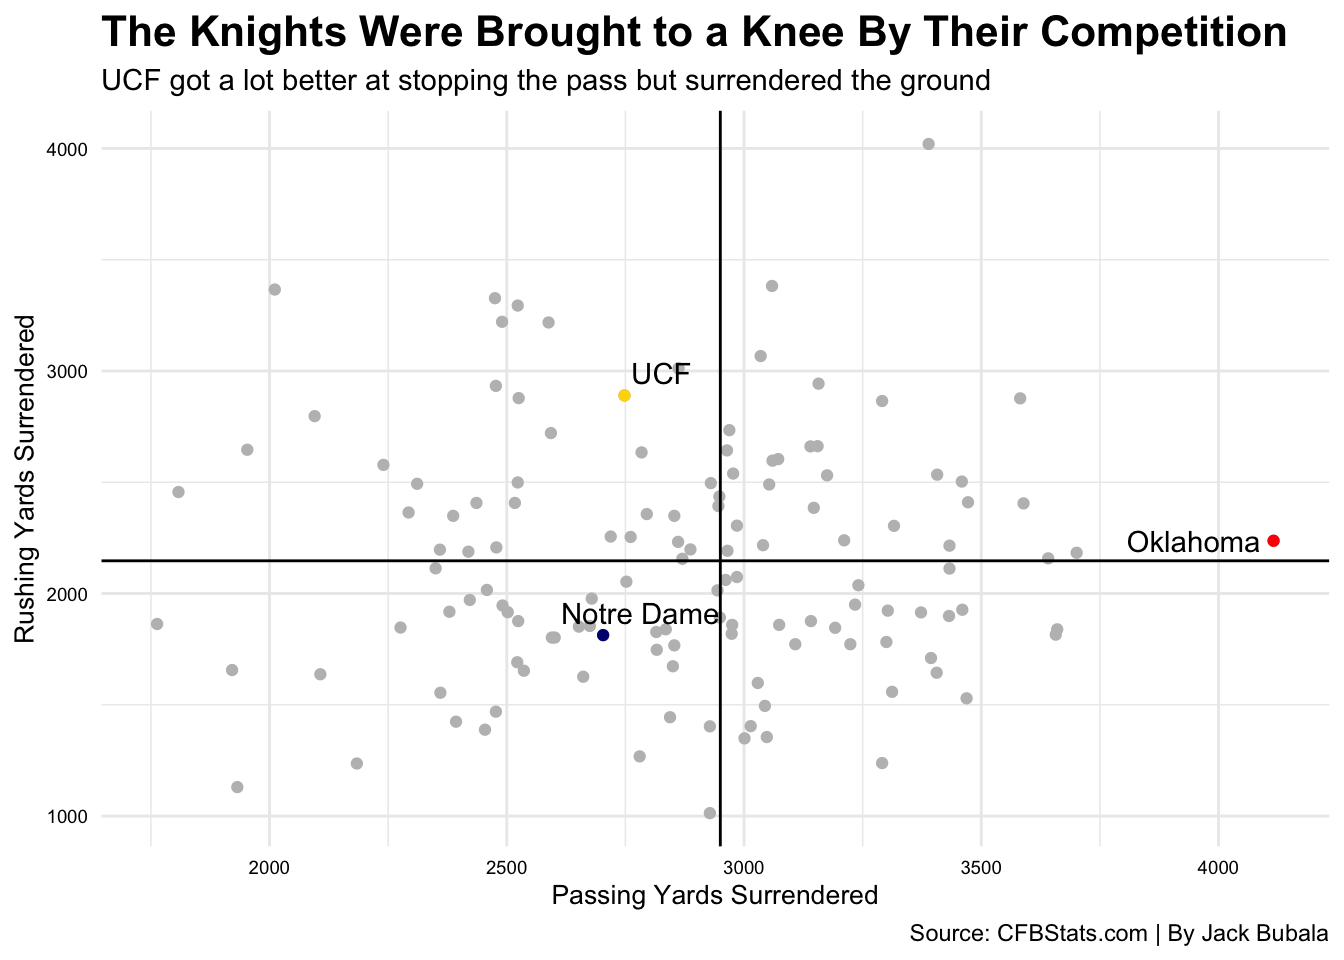 The Knights Were Brought to a Knee By Their Competition
UCF got a lot better at stopping the pass but surrendered the ground
Rushing Yards Surrendered
4000
3000
2000
1000
UCF
Oklahoma
Notre Dame
2000 2500 3000 3500 4000
Passing Yards Surrendered
Source: CFBStats.com | By Jack Bubala